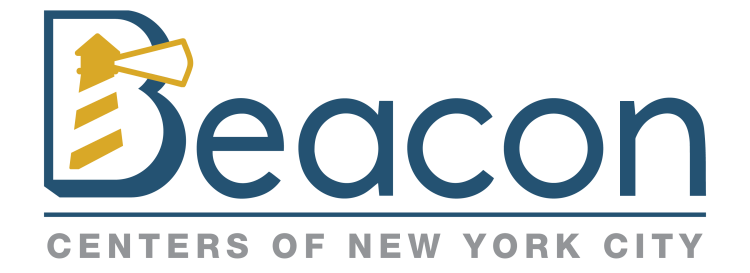 Beacon
CENTERS OF NEW YORK CITY